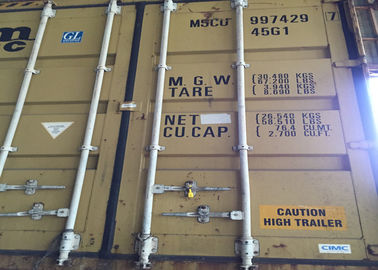 MSCU 997429
45G1
GL
M.G.W. 30.480 KGS
67.200 LBS
TARE 3.940 KGS
8.690 LBS
NET 26.540 KGS
58.510 LBS
CU.CAP. 76.4 CU.MT.
2.700 CU.FT.
CAUTION
HIGH TRAILER
CIMC